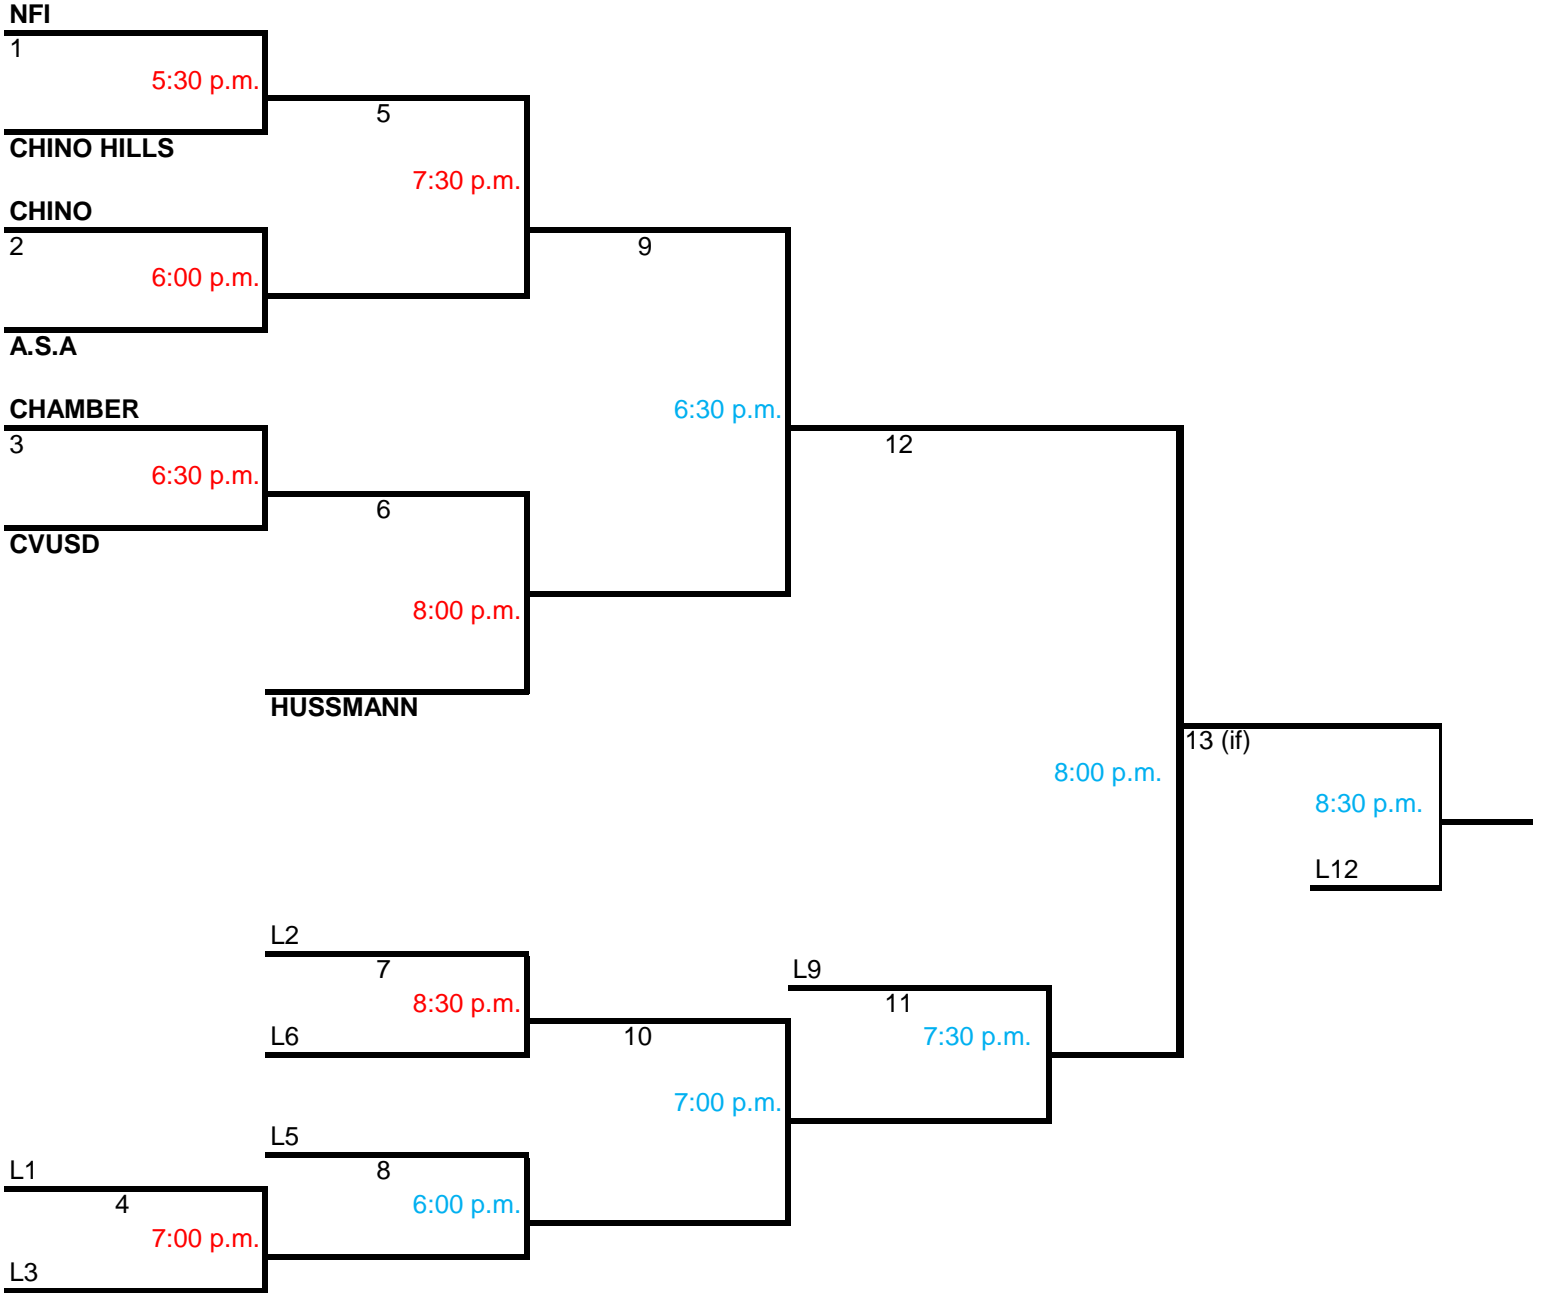 NFI
1
5:30 p.m.
5
CHINO HILLS
7:30 p.m.
CHINO
2
9
6:00 p.m.
A.S.A
CHAMBER
6:30 p.m.
3
12
6:30 p.m.
6
CVUSD
8:00 p.m.
HUSSMANN
13 (if)
8:00 p.m.
8:30 p.m.
L12
L2
7
L9
8:30 p.m.
11
L6
10
7:30 p.m.
7:00 p.m.
L5
L1
8
4
6:00 p.m.
7:00 p.m.
L3